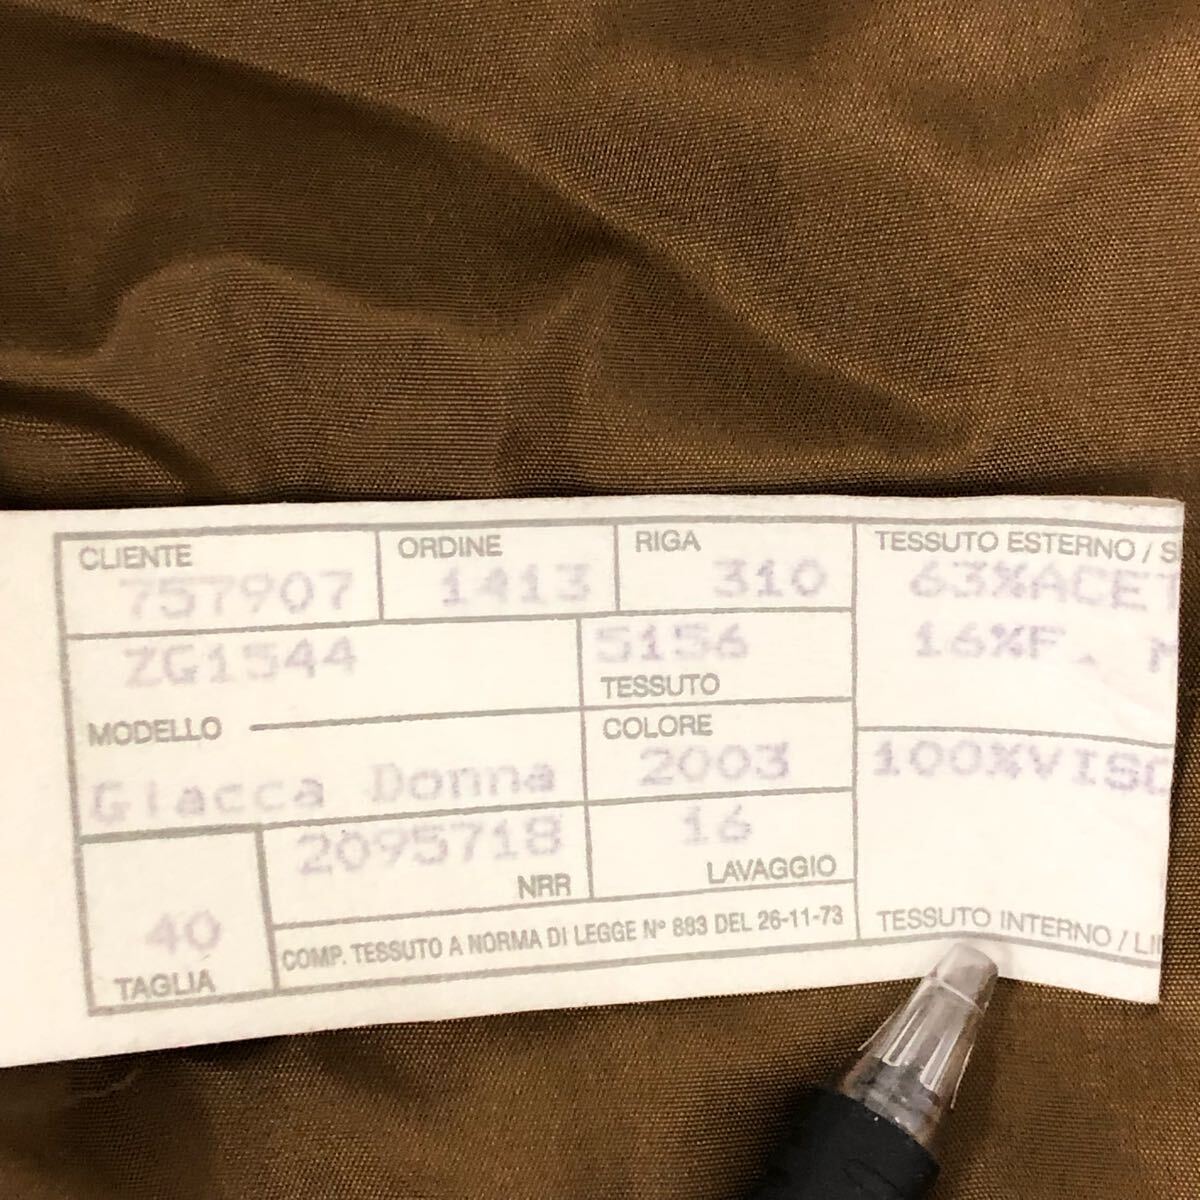 CLIENTE
757907
ORDINE
1413
RIGA
310
TESSUTO ESTERNO / S
63%ACET
16%F. M
ZG1544
MODELLO
Giacca Donna
5156
TESSUTO
COLORE
2003
100%VISC
TESSUTO INTERNO / LI
40
TAGLIA
2095718
NRR
16
LAVAGGIO
COMP. TESSUTO A NORMA DI LEGGE N° 883 DEL 26-11-73